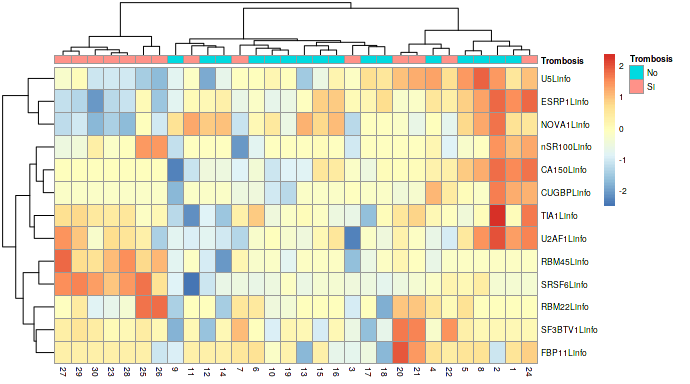 Trombosis
U5Linfo
ESRP1Linfo
NOVA1Linfo
nSR100Linfo
CA150Linfo
CUGBPLinfo
TIA1Linfo
U2AF1Linfo
RBM45Linfo
SRSF6Linfo
RBM22Linfo
SF3BTV1Linfo
FBP11Linfo
27 29 30 23 28 25 26 9 11 12 14 7 6 10 19 13 15 16 3 17 18 20 21 4 22 5 8 2 1 24
2
1
0
-1
-2
Trombosis
No
Si